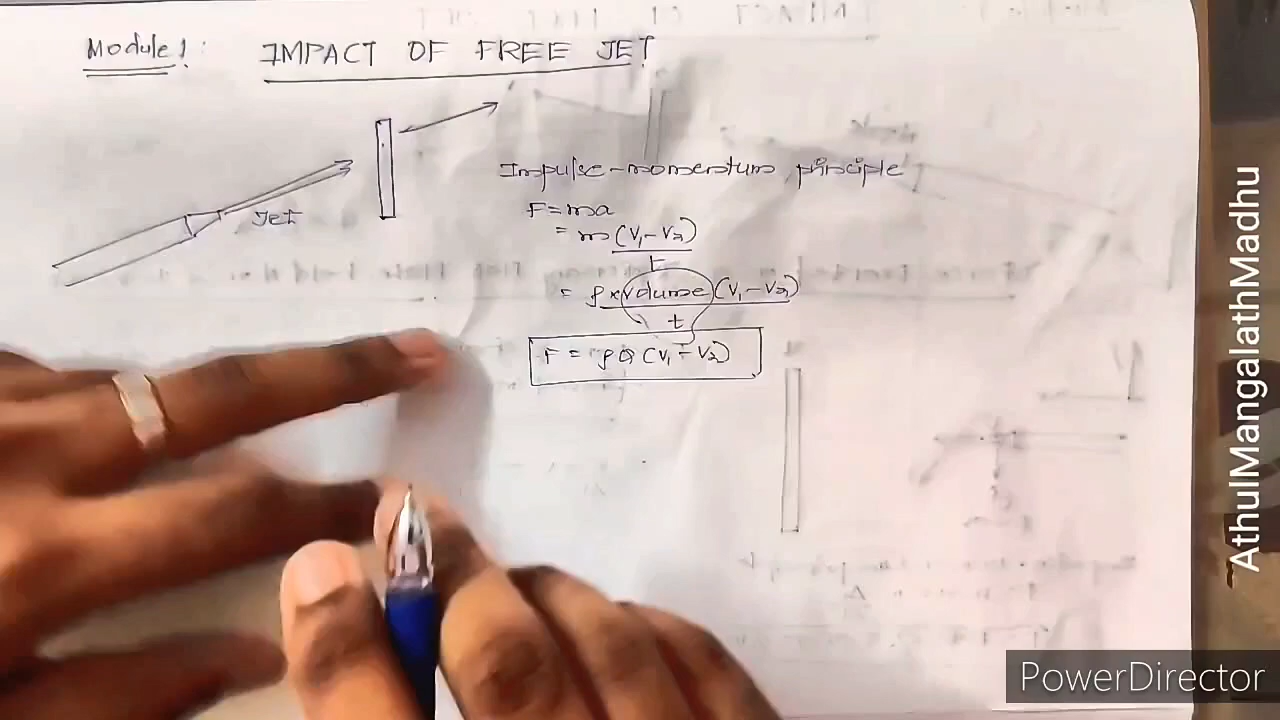 Module 1: IMPACT OF FREE JET
Jet
Impulse-momentum principle
F = ma
= m (V₁ - V₂)
t
= ρ x volume (V₁ - V₂)
t
F = ρ Q (V₁ - V₂)
AthulMangalathMadhu
PowerDirector